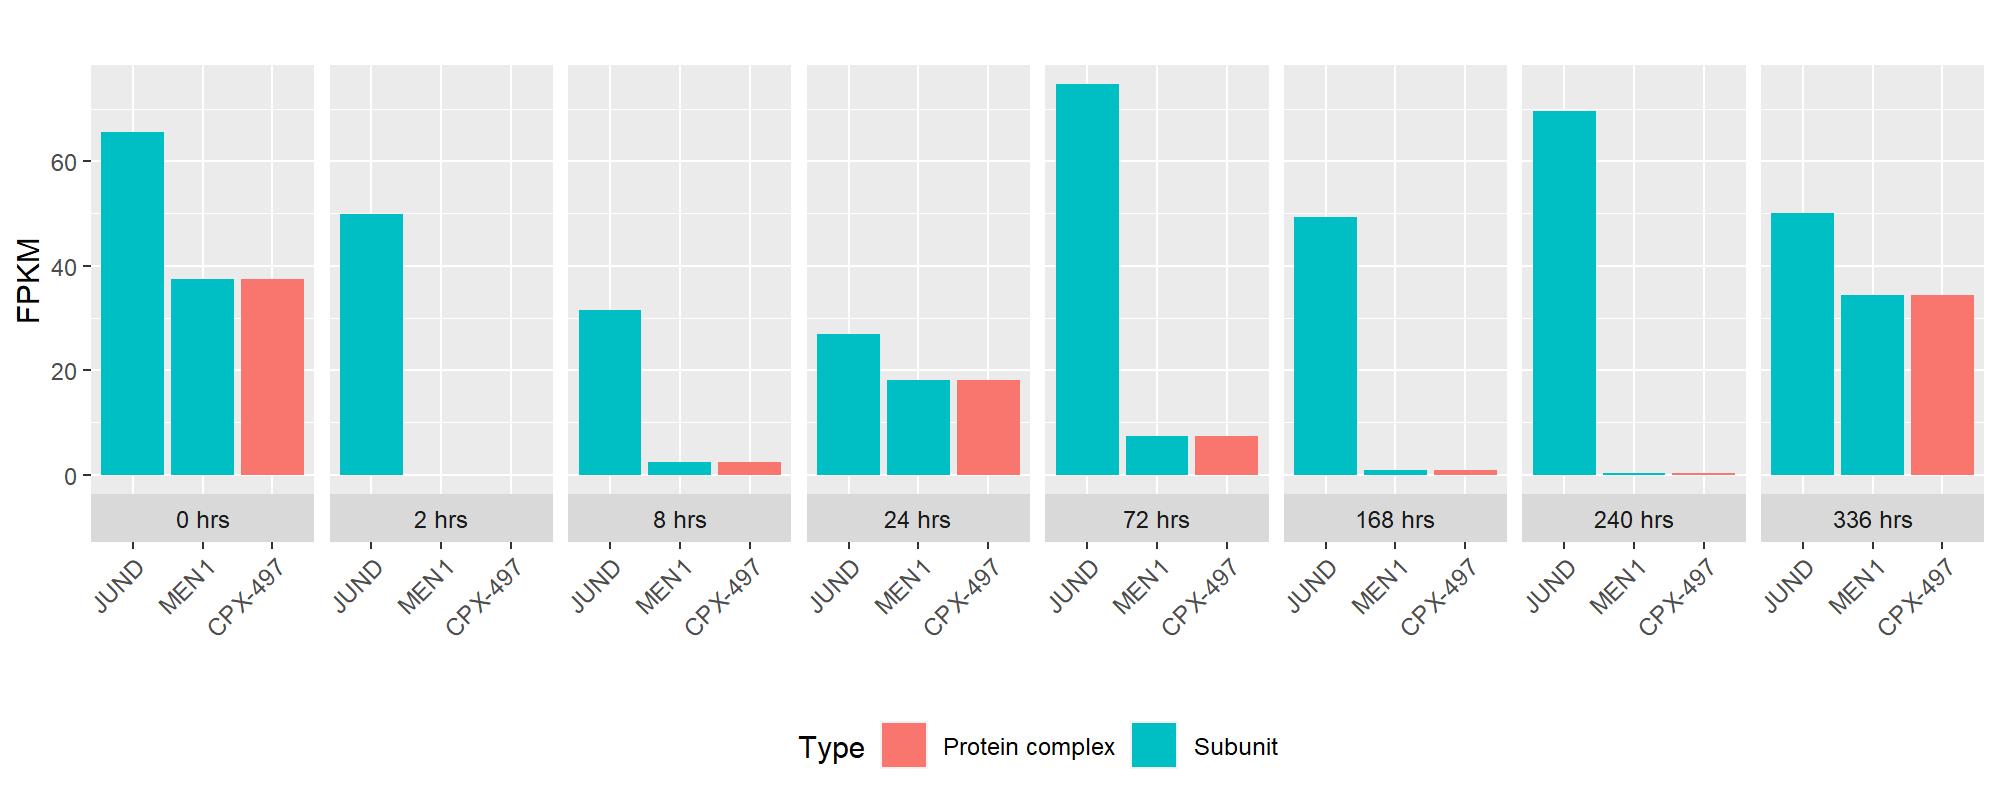 FPKM
60
40
20
0
0 hrs 2 hrs 8 hrs 24 hrs 72 hrs 168 hrs 240 hrs 336 hrs
JUND MEN1 CPX-497 JUND MEN1 CPX-497 JUND MEN1 CPX-497 JUND MEN1 CPX-497 JUND MEN1 CPX-497 JUND MEN1 CPX-497 JUND MEN1 CPX-497 JUND MEN1 CPX-497
Type Protein complex Subunit